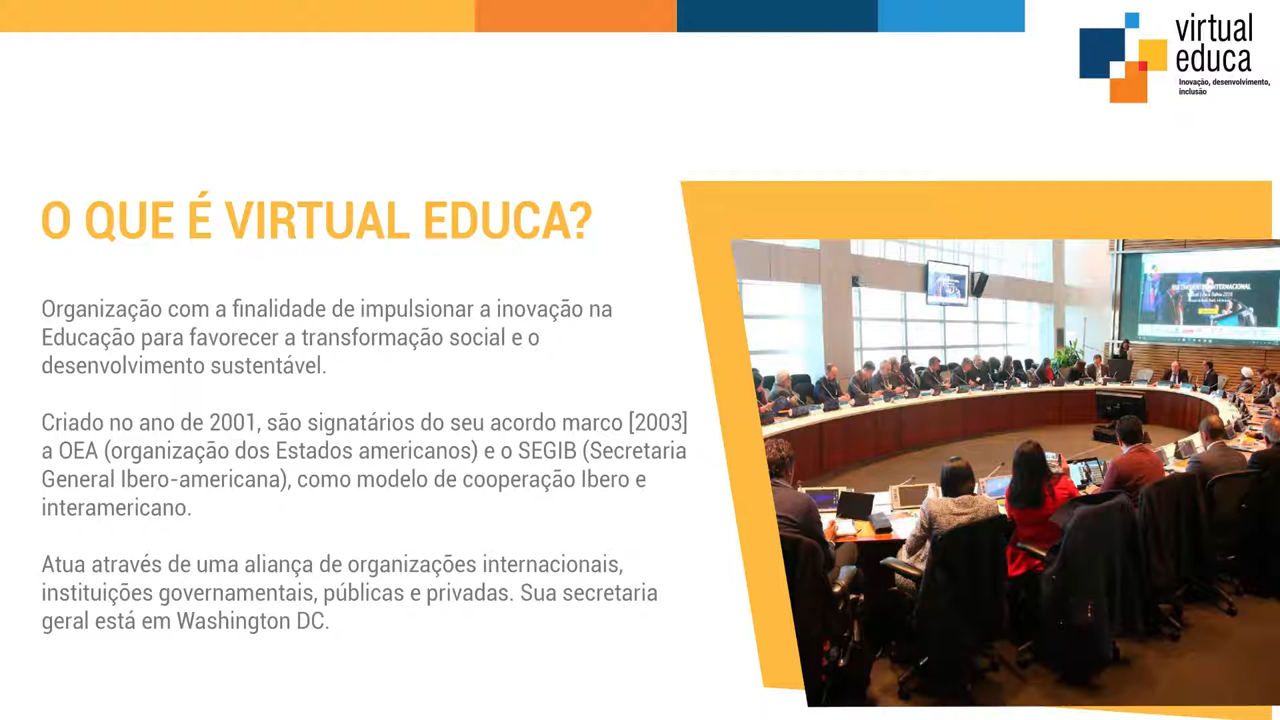 virtual
educa
Inovação, desenvolvimento,
inclusão
O QUE É VIRTUAL EDUCA?
Organização com a finalidade de impulsionar a inovação na
Educação para favorecer a transformação social e o
desenvolvimento sustentável.
Criado no ano de 2001, são signatários do seu acordo marco [2003]
a OEA (organização dos Estados americanos) e o SEGIB (Secretaria
General Ibero-americana), como modelo de cooperação Ibero e
interamericano.
Atua através de uma aliança de organizações internacionais,
instituições governamentais, públicas e privadas. Sua secretaria
geral está em Washington DC.